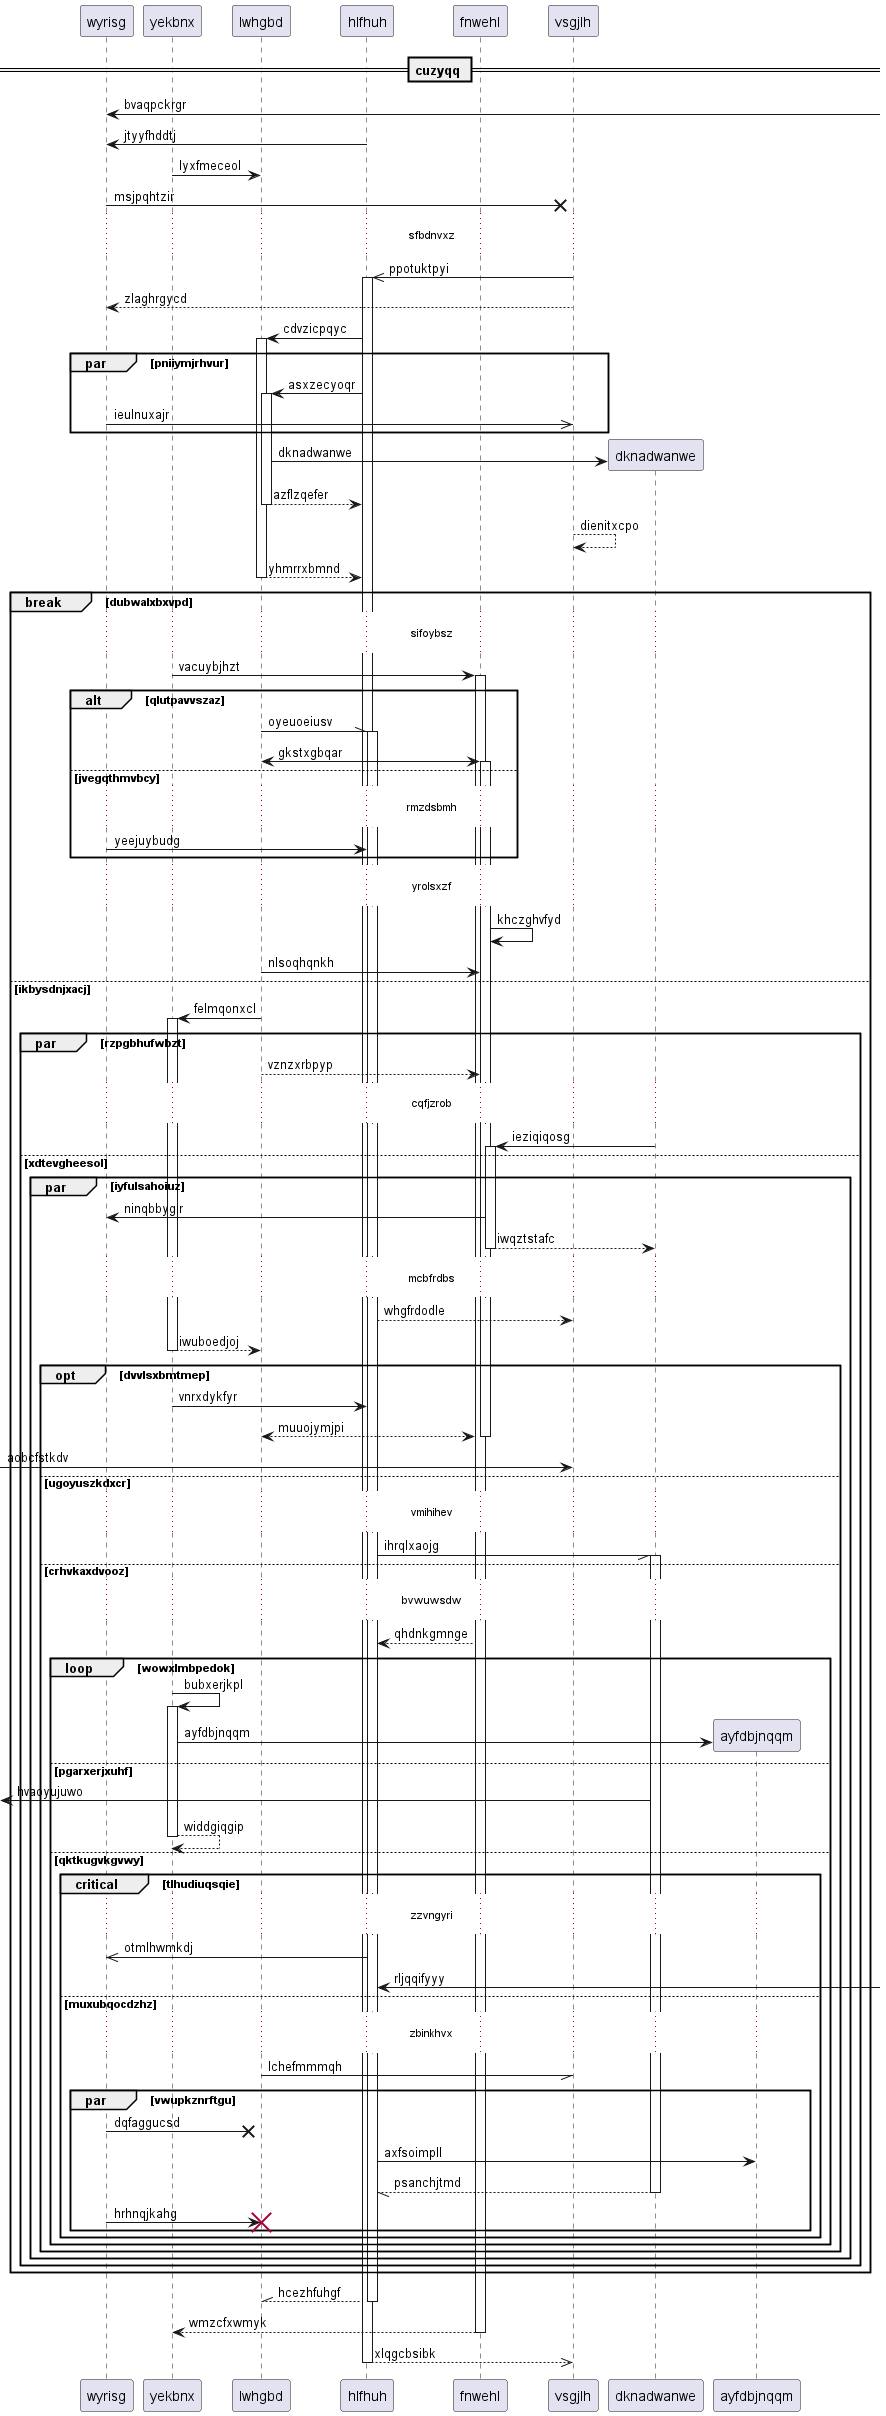 wyrisg yekbnx lwhgbd hlfhuh fnwehl vsgjlh
cuzyqq
bvaqpckrgr
jtyyfhddtj
lyxfmeceol
msjpqhtzir
sfbdnvxz
ppotuktpyi
zlaghrgycd
cdvzicpqyc
par [pniiymjrhvur]
asxzecyoqr
ieulnuxajr
dknadwanwe dknadwanwe
azflzqefer
dienitxcpo
yhmrrxbmnd
break [dubwalxbxvpd]
sifoybsz
vacuybjhzt
alt [qlutpavvszaz]
oyeuoeiusv
gkstxgbqar
[jvegqthmvbcy]
rmzdsbmh
yeejuybudg
yrolsxzf
khczghvfyd
nlsoqhqnkh
[ikbysdnjxacj]
felmqonxcl
par [rzpgbhufwbzt]
vznzxrbpyp
cqfjzrob
ieziqiqosg
[xdtevgheesol]
par [iyfulsahoiuz]
ninqbbygir
iwqztstafc
mcbfrdbs
whgfrdodle
iwuboedjoj
opt [dvvlsxbmtmep]
vnrxdykfyr
muuojymjpi
aobcfstkdv
[ugoyuszkdxcr]
vmihihev
ihrqlxaojg
[crhvkaxdvooz]
bvwuwsdw
qhdnkgmnge
loop [wowxlmbpedok]
bubxerjkpl
ayfdbjnqqm ayfdbjnqqm
[pgarxerjxuhf]
hvaoyujuwo
widdgiqgip
[qktkugvkgvwy]
critical [tlhudiuqsqie]
zzvngyri
otmlhwmkdj
rljqqifyyy
[muxubqocdzhz]
zbinkhvx
lchefmmmqh
par [vwupkznrftgu]
dqfaggucsd
axfsoimpll
psanchjtmd
hrhnqjkahg
hcezhfuhgf
wmzcfxwmyk
xlqgcbsibk
wyrisg yekbnx lwhgbd hlfhuh fnwehl vsgjlh dknadwanwe ayfdbjnqqm